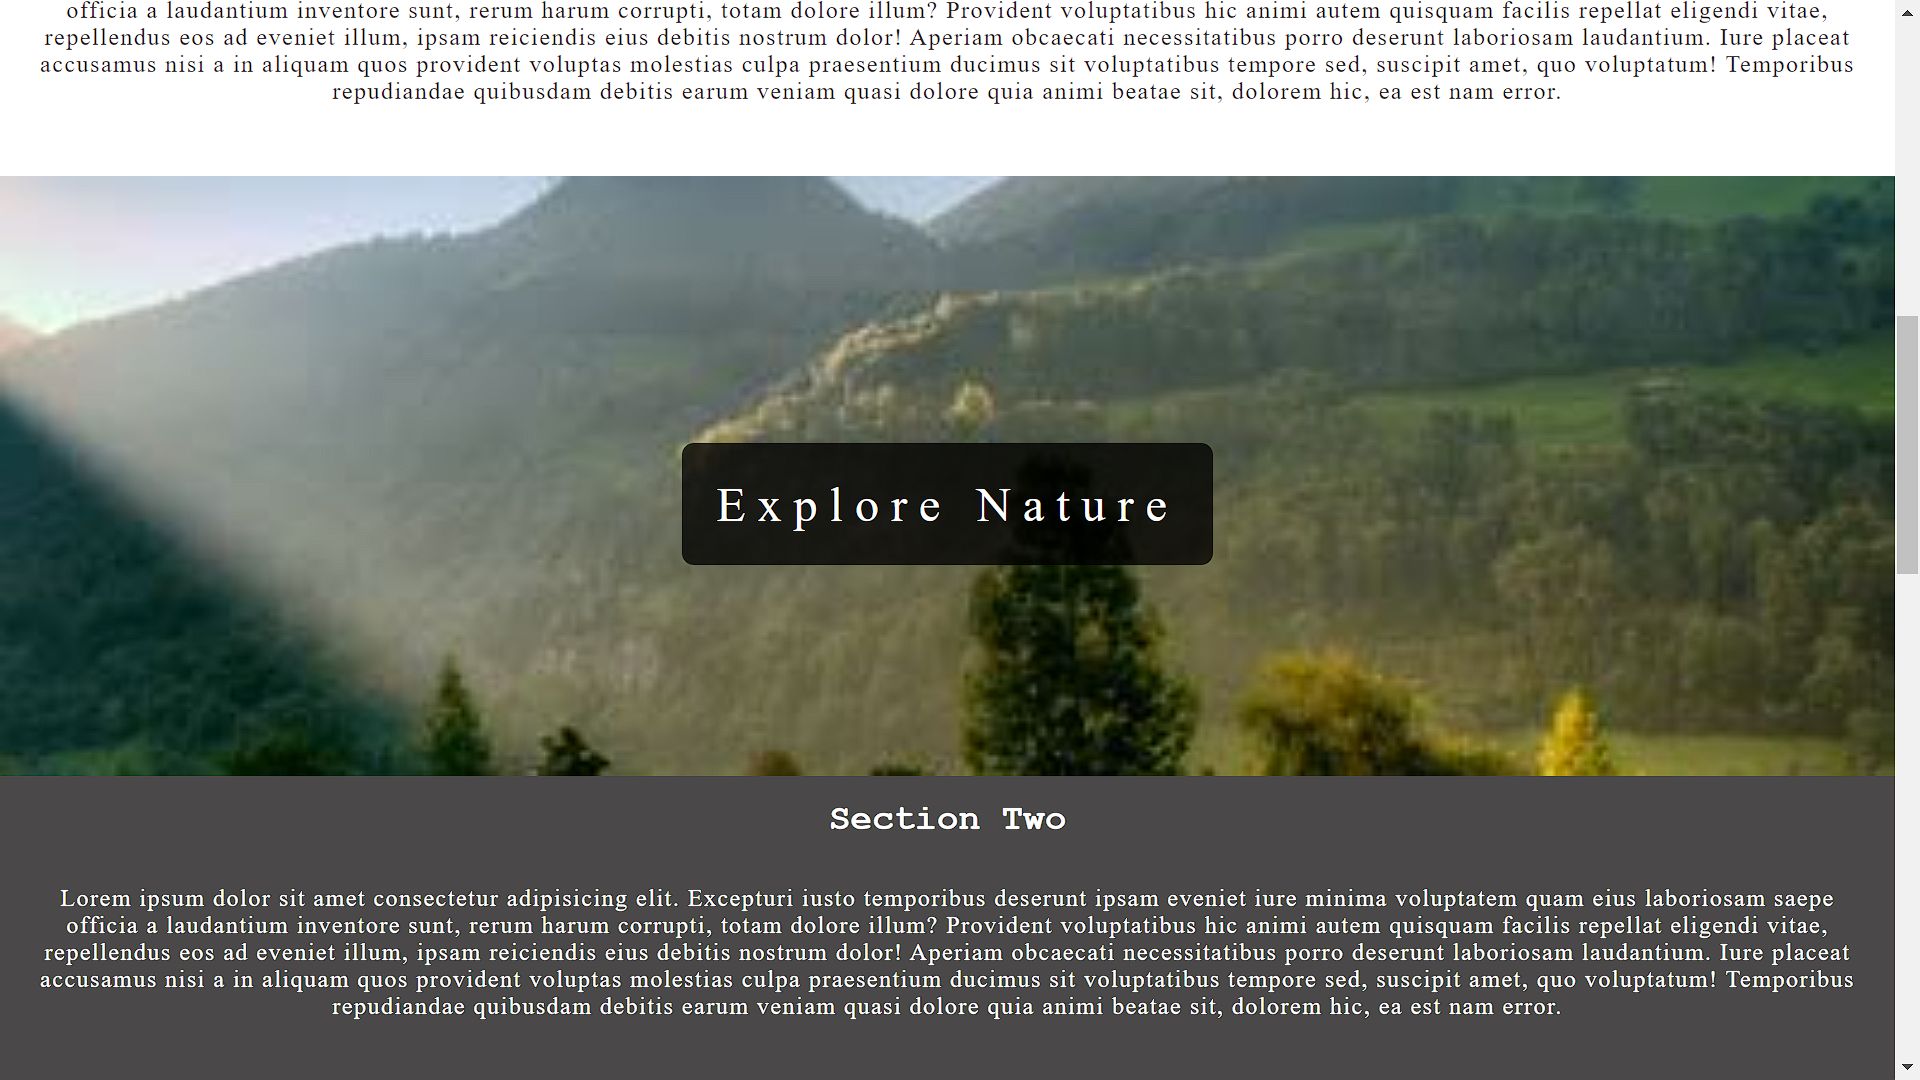 officia a laudantium inventore sunt, rerum harum corrupti, totam dolore illum? Provident voluptatibus hic animi autem quisquam facilis repellat eligendi vitae,
repellendus eos ad eveniet illum, ipsam reiciendis eius debitis nostrum dolor! Aperiam obcaecati necessitatibus porro deserunt laboriosam laudantium. Iure placeat
accusamus nisi a in aliquam quos provident voluptas molestias culpa praesentium ducimus sit voluptatibus tempore sed, suscipit amet, quo voluptatum! Temporibus
repudiandae quibusdam debitis earum veniam quasi dolore quia animi beatae sit, dolorem hic, ea est nam error.
Explore Nature
Section Two
Lorem ipsum dolor sit amet consectetur adipisicing elit. Excepturi iusto temporibus deserunt ipsam eveniet iure minima voluptatem quam eius laboriosam saepe
officia a laudantium inventore sunt, rerum harum corrupti, totam dolore illum? Provident voluptatibus hic animi autem quisquam facilis repellat eligendi vitae,
repellendus eos ad eveniet illum, ipsam reiciendis eius debitis nostrum dolor! Aperiam obcaecati necessitatibus porro deserunt laboriosam laudantium. Iure placeat
accusamus nisi a in aliquam quos provident voluptas molestias culpa praesentium ducimus sit voluptatibus tempore sed, suscipit amet, quo voluptatum! Temporibus
repudiandae quibusdam debitis earum veniam quasi dolore quia animi beatae sit, dolorem hic, ea est nam error.